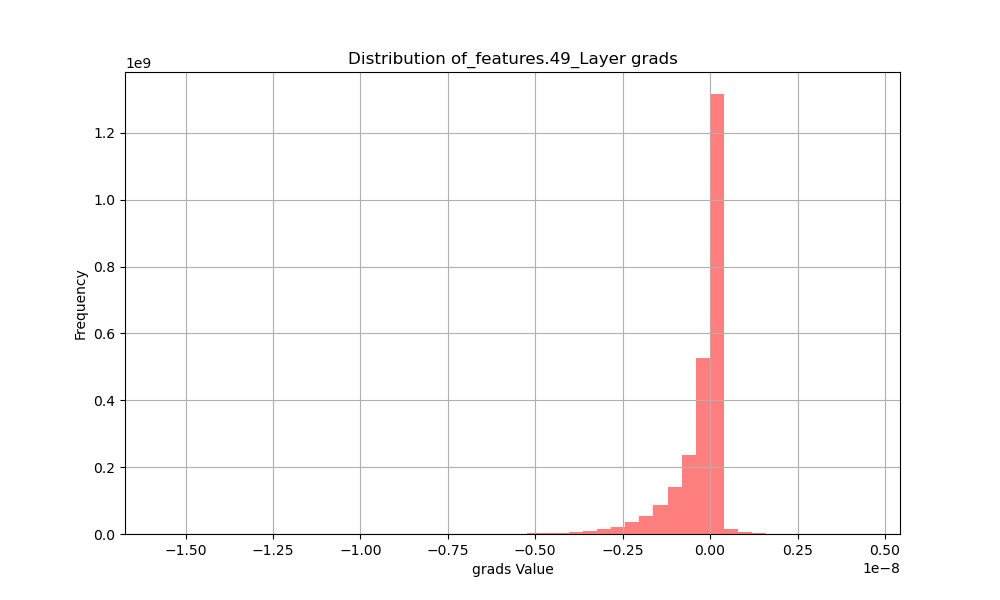 Distribution of_features.49_Layer grads
1e9
1.2
1.0
0.8
0.6
0.4
0.2
0.0
Frequency
−1.50 −1.25 −1.00 −0.75 −0.50 −0.25 0.00 0.25 0.50
grads Value
1e−8